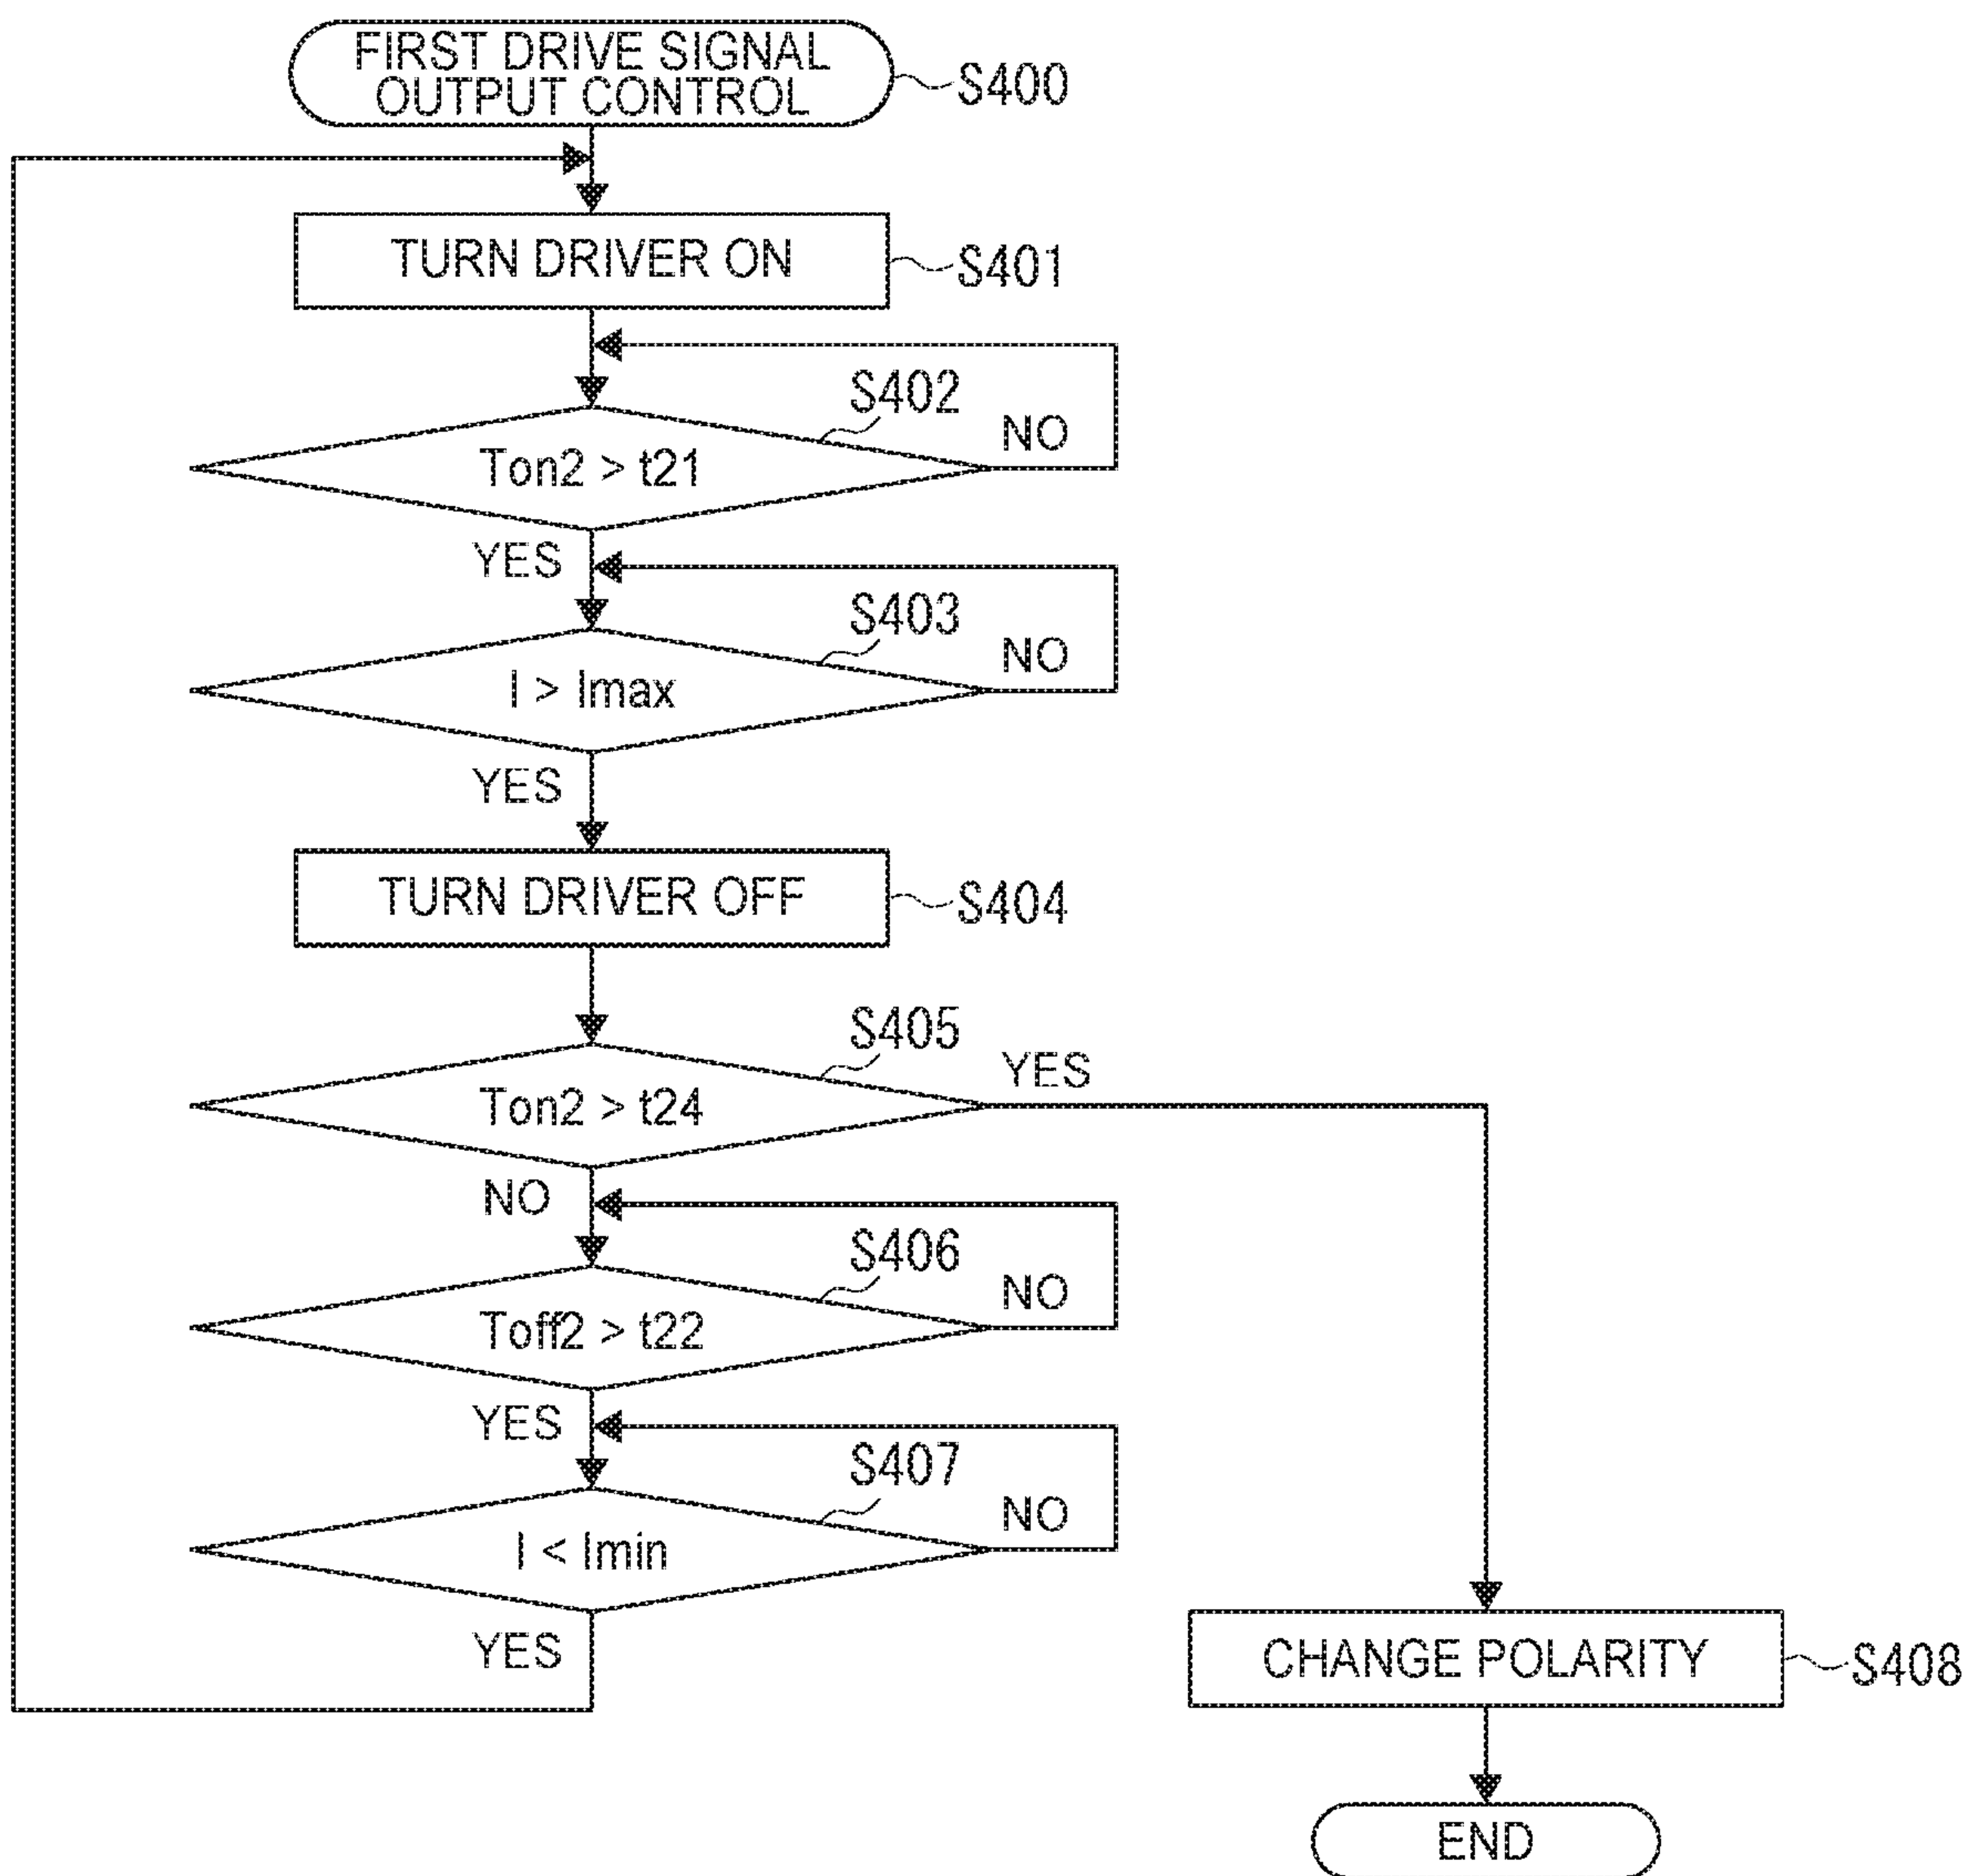 FIRST DRIVE SIGNAL
OUTPUT CONTROL
S400
TURN DRIVER ON
S401
S402
Ton2 > t21
NO
YES
S403
I > Imax
NO
YES
TURN DRIVER OFF
S404
S405
Ton2 > t24
YES
NO
S406
Toff2 > t22
NO
YES
S407
I < Imin
NO
YES
CHANGE POLARITY
S408
END